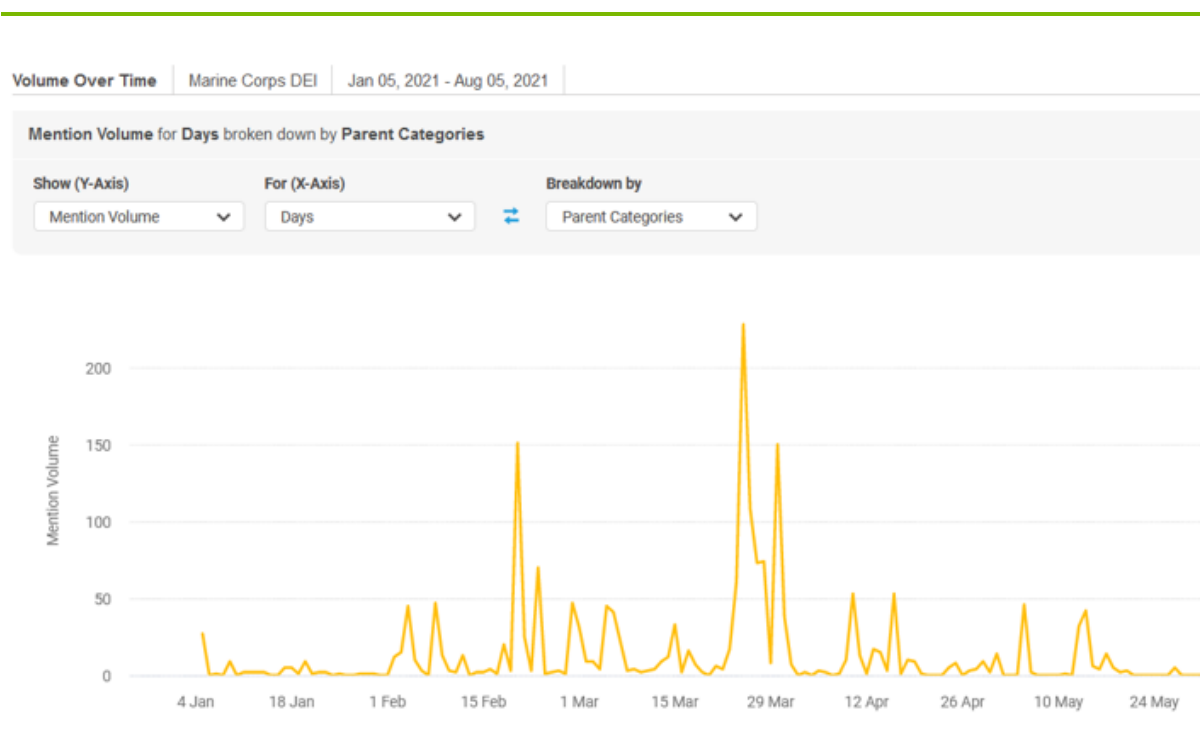 Volume Over Time Marine Corps DEI Jan 05, 2021 - Aug 05, 2021
Mention Volume for Days broken down by Parent Categories
Show (Y-Axis) For (X-Axis) Breakdown by
Mention Volume Days Parent Categories
200
150
100
50
0
Mention Volume
4 Jan 18 Jan 1 Feb 15 Feb 1 Mar 15 Mar 29 Mar 12 Apr 26 Apr 10 May 24 May